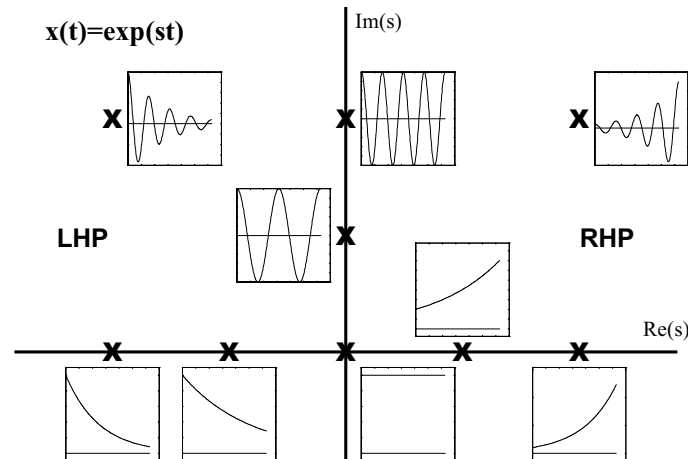 x(t)=exp(st)
Im(s)
LHP
RHP
Re(s)